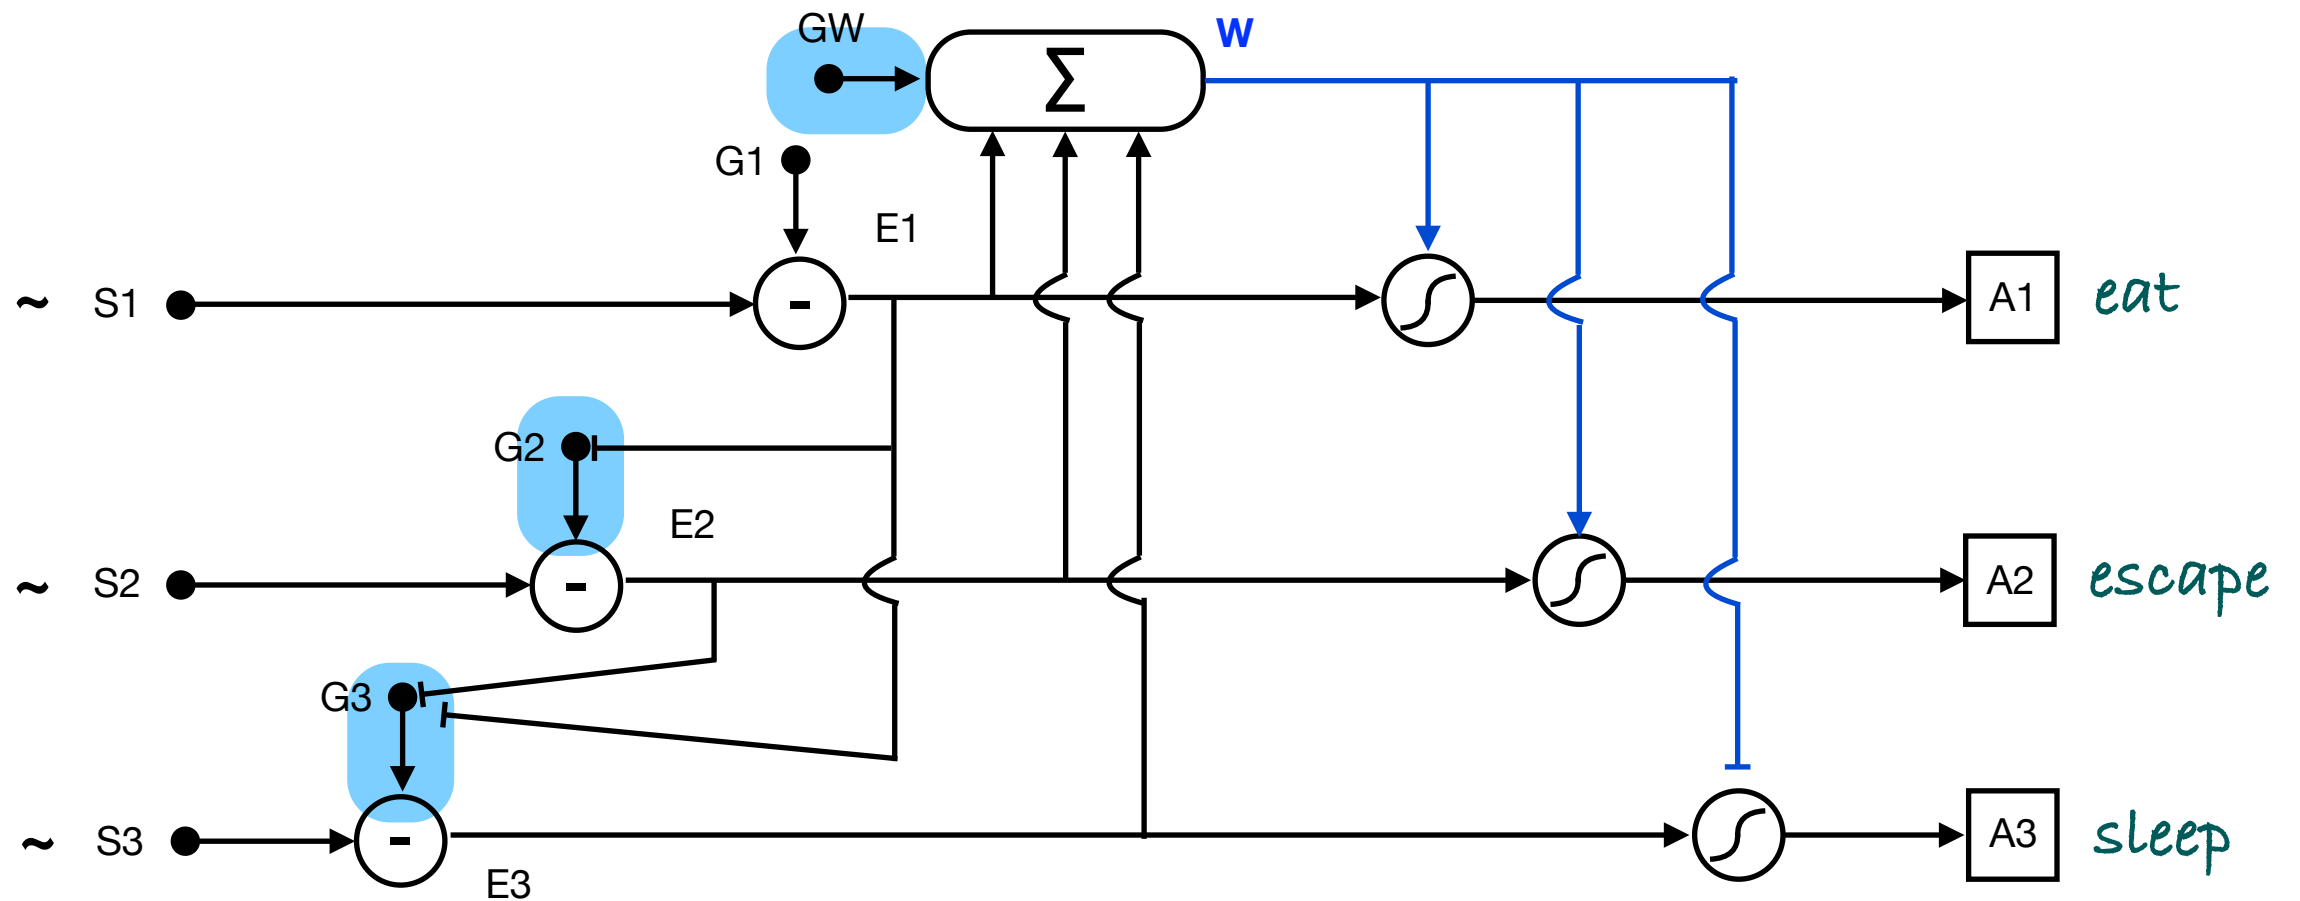 GW
Σ
W
G1
E1
~ S1
-
A1 eat
G2
E2
~ S2
-
A2 escape
G3
~ S3
-
A3 sleep
E3